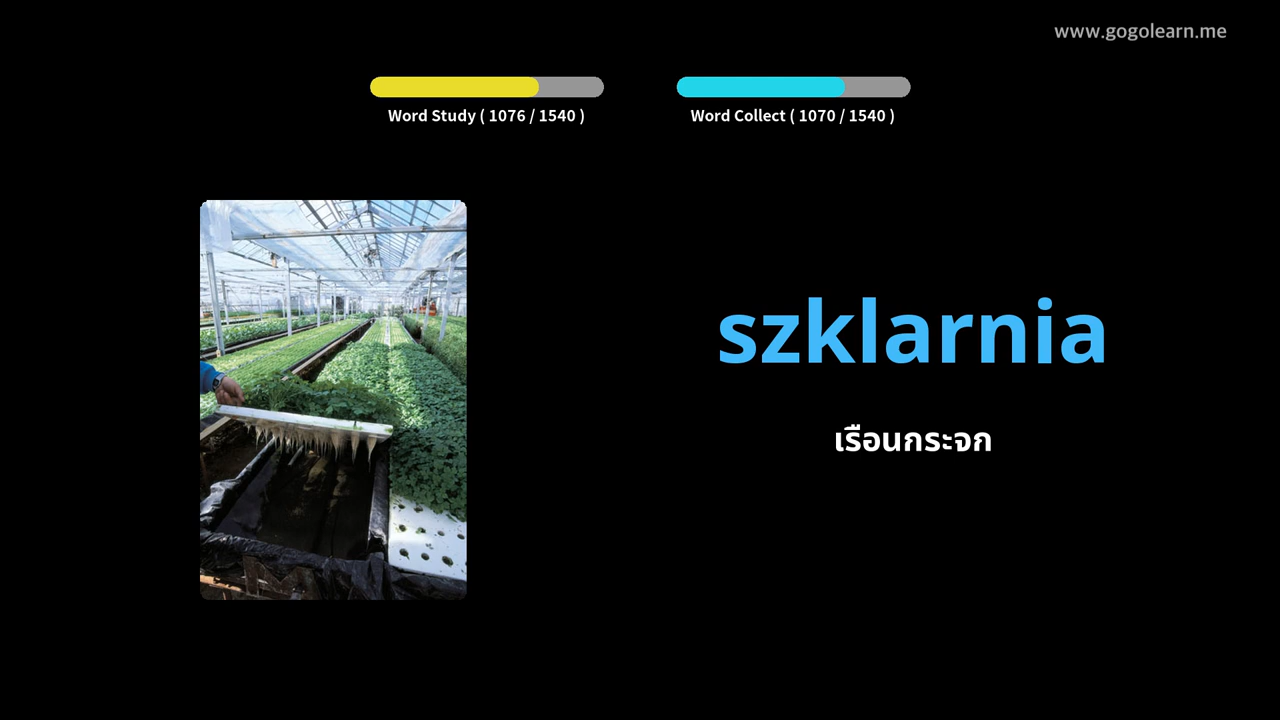 www.gogolearn.me
Word Study ( 1076 / 1540 )
Word Collect ( 1070 / 1540 )
szklarnia
เรือนกระจก